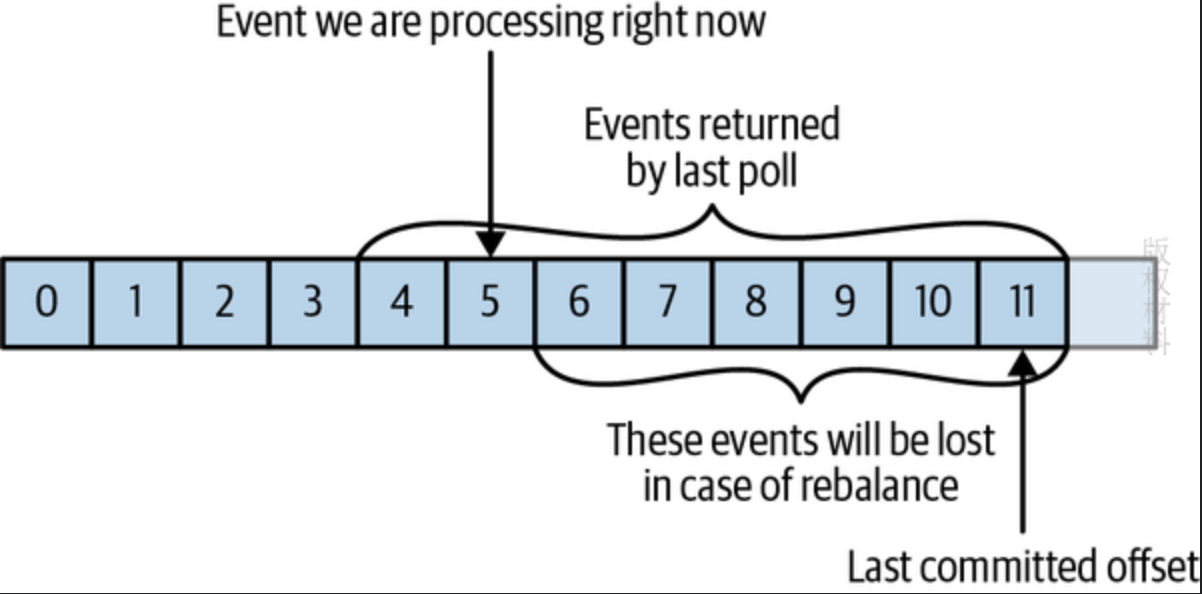 Event we are processing right now
Events returned
by last poll
0 1 2 3 4 5 6 7 8 9 10 11
版权材料
These events will be lost
in case of rebalance
Last committed offset